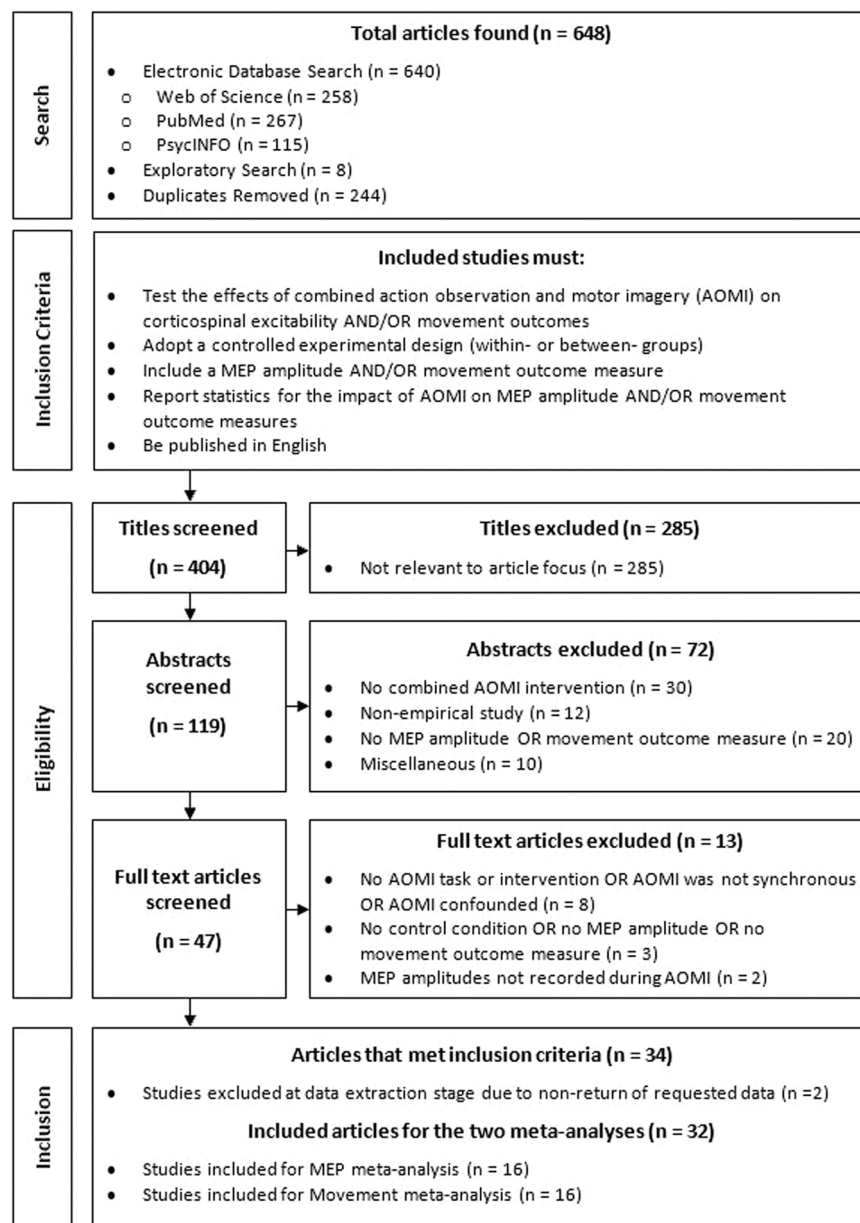 Search
Total articles found (n = 648)
• Electronic Database Search (n = 640)
o Web of Science (n = 258)
o PubMed (n = 267)
o PsycINFO (n = 115)
• Exploratory Search (n = 8)
• Duplicates Removed (n = 244)
Inclusion Criteria
Included studies must:
• Test the effects of combined action observation and motor imagery (AOMI) on
corticospinal excitability AND/OR movement outcomes
• Adopt a controlled experimental design (within- or between- groups)
• Include a MEP amplitude AND/OR movement outcome measure
• Report statistics for the impact of AOMI on MEP amplitude AND/OR movement
outcome measures
• Be published in English
Eligibility
Titles screened
(n = 404)
Titles excluded (n = 285)
• Not relevant to article focus (n = 285)
Abstracts
screened
(n = 119)
Abstracts excluded (n = 72)
• No combined AOMI intervention (n = 30)
• Non-empirical study (n = 12)
• No MEP amplitude OR movement outcome measure (n = 20)
• Miscellaneous (n = 10)
Full text articles
screened
(n = 47)
Full text articles excluded (n = 13)
• No AOMI task or intervention OR AOMI was not synchronous
OR AOMI confounded (n = 8)
• No control condition OR no MEP amplitude OR no
movement outcome measure (n = 3)
• MEP amplitudes not recorded during AOMI (n = 2)
Inclusion
Articles that met inclusion criteria (n = 34)
• Studies excluded at data extraction stage due to non-return of requested data (n =2)
Included articles for the two meta-analyses (n = 32)
• Studies included for MEP meta-analysis (n = 16)
• Studies included for Movement meta-analysis (n = 16)